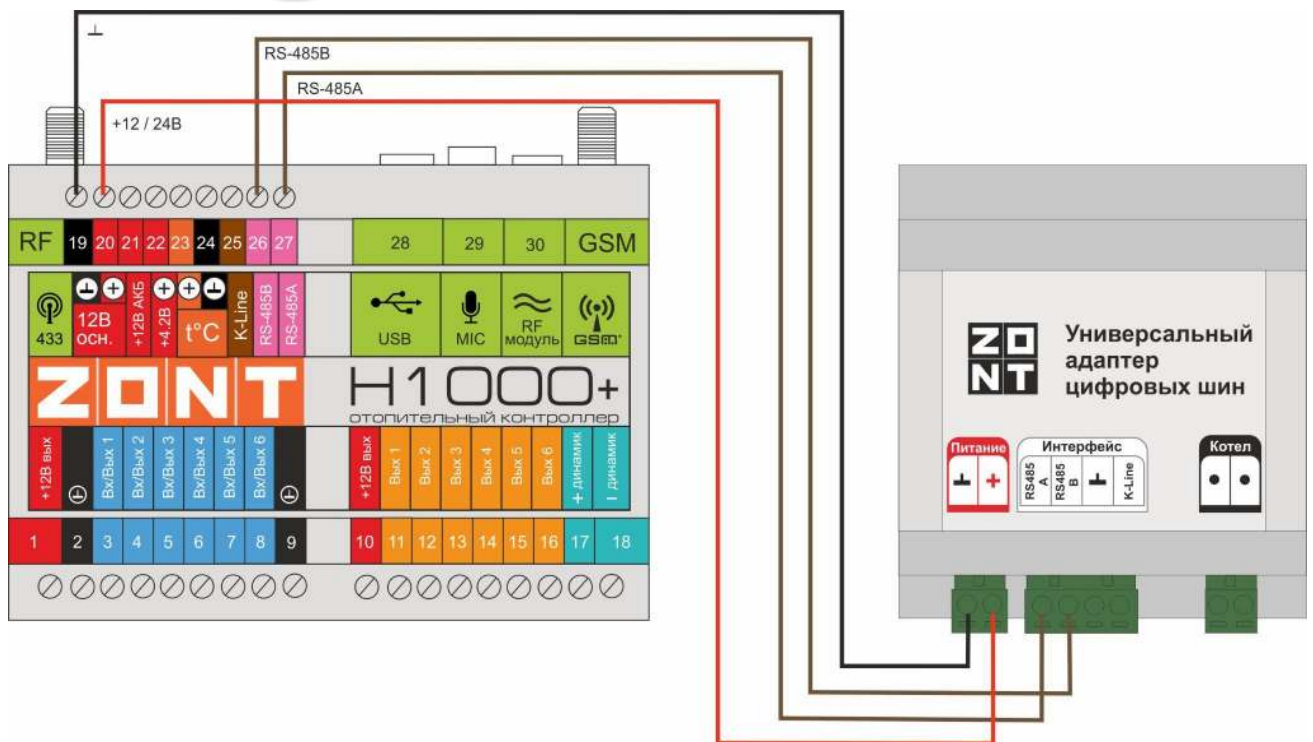 ⊥
RS-485B
RS-485A
+12 / 24В
RF 19 20 21 22 23 24 25 26 27 28 29 30 GSM
433
12В
осн.
+12В АКБ
+4.2В
t°C
K-Line
RS-485B
RS-485A
USB
MIC
RF
модуль
GSM
ZONT
H1000+
отопительный контроллер
+12В вых
Вх/Вых 1
Вх/Вых 2
Вх/Вых 3
Вх/Вых 4
Вх/Вых 5
Вх/Вых 6
+12В вых
Вых 1
Вых 2
Вых 3
Вых 4
Вых 5
Вых 6
+ динамик
– динамик
1 2 3 4 5 6 7 8 9 10 11 12 13 14 15 16 17 18
ZO
NT
Универсальный
адаптер
цифровых шин
Питание
⊥ +
Интерфейс
RS485
A
RS485
B
⊥
K-Line
Котел